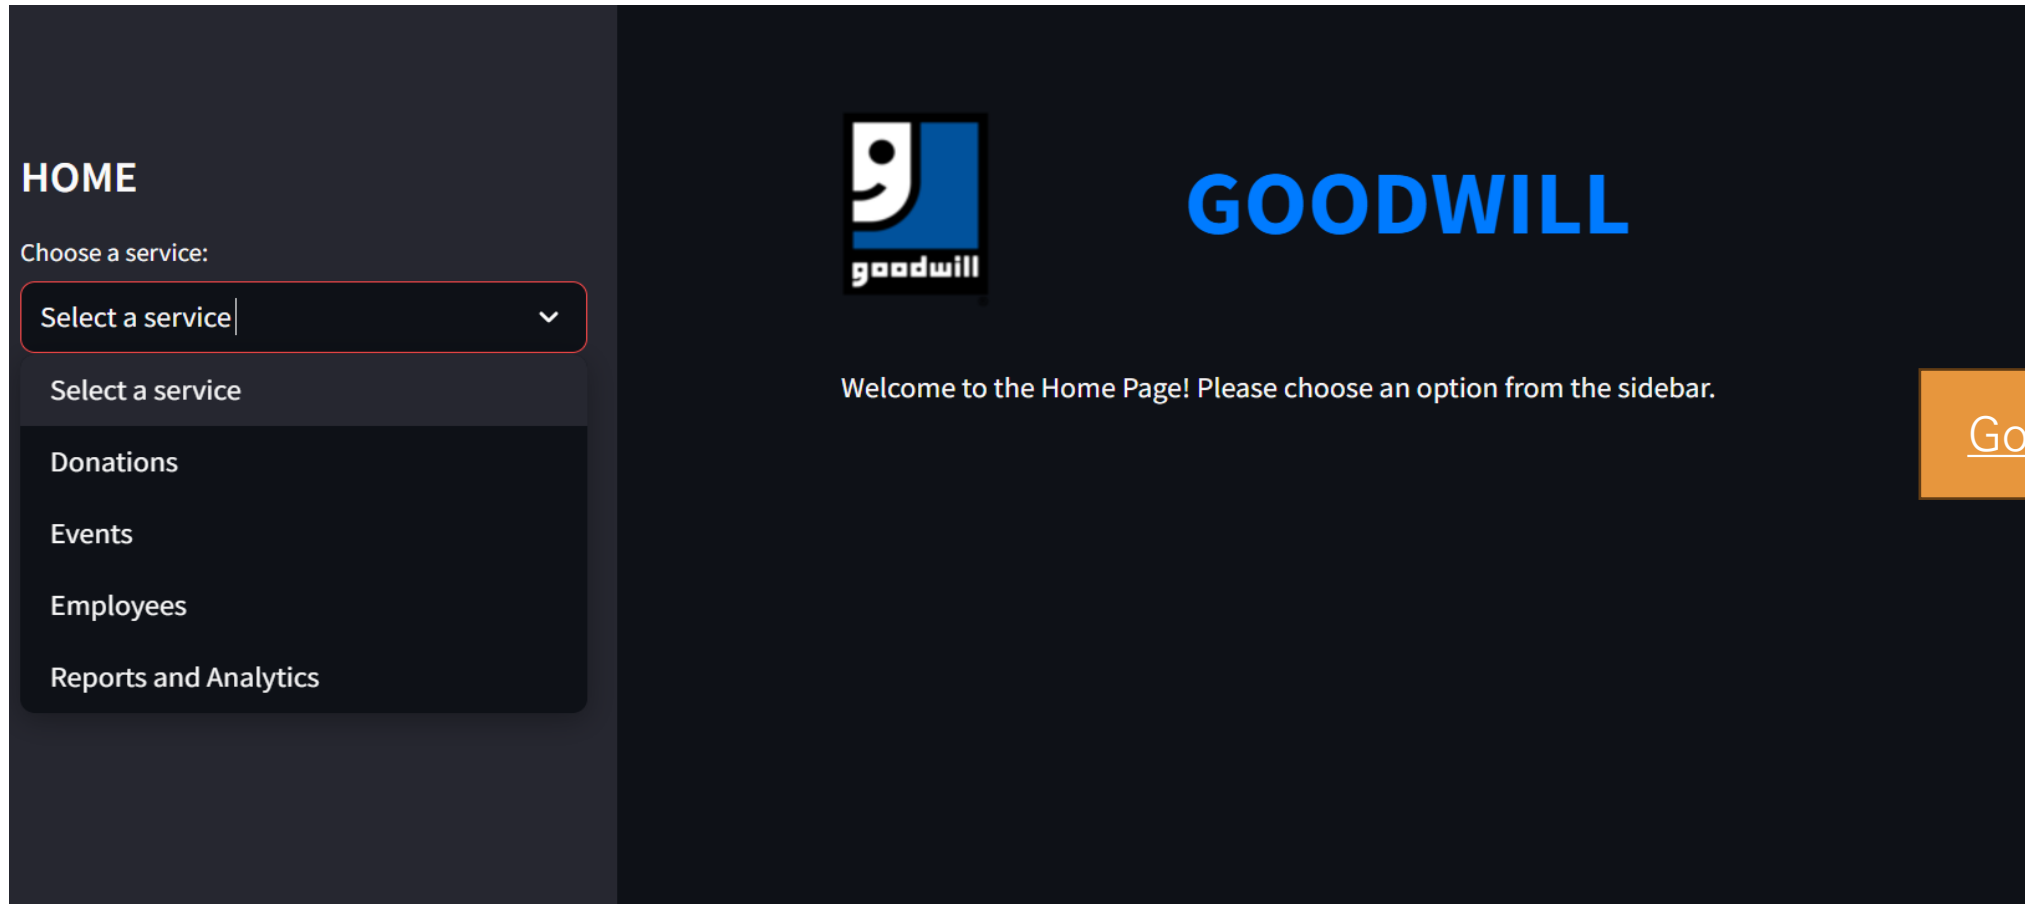 HOME
Choose a service:
Select a service
Select a service
Donations
Events
Employees
Reports and Analytics
goodwill
GOODWILL
Welcome to the Home Page! Please choose an option from the sidebar.
Go